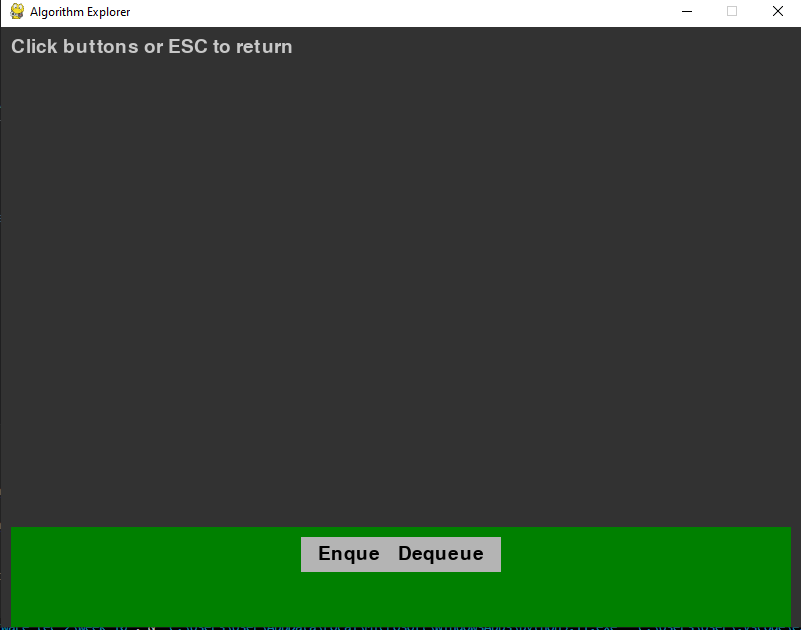 Algorithm Explorer
Click buttons or ESC to return
Enque Dequeue